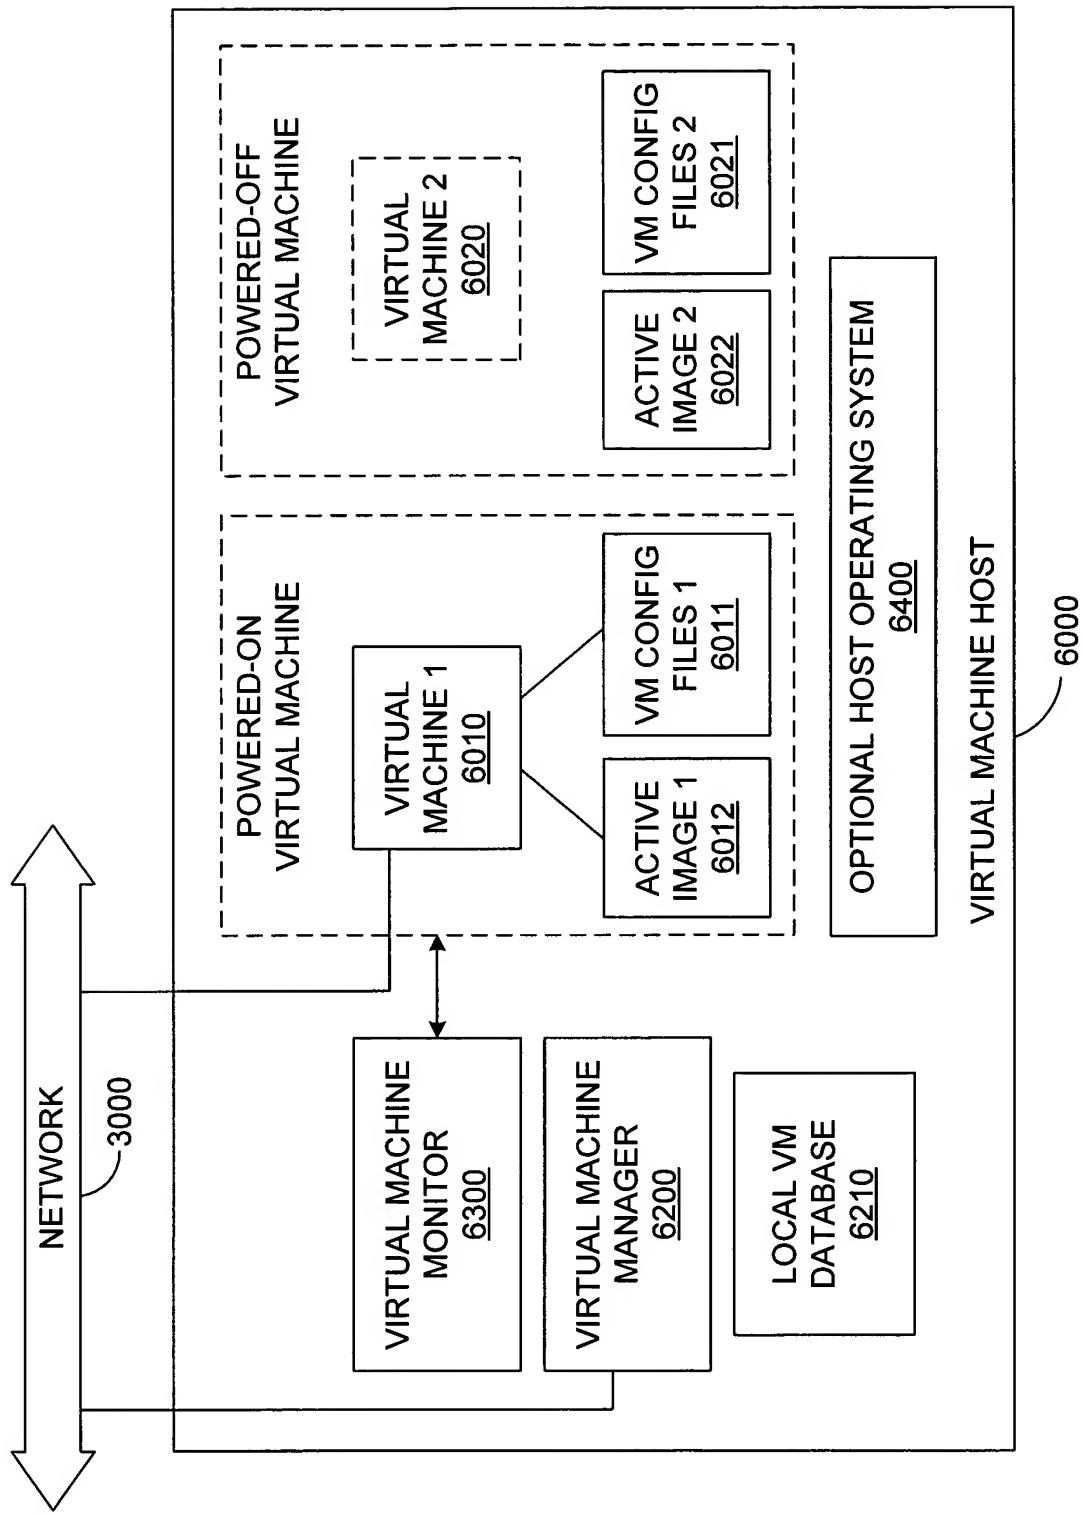 NETWORK
3000
VIRTUAL MACHINE
MONITOR
6300
VIRTUAL MACHINE
MANAGER
6200
LOCAL VM
DATABASE
6210
POWERED-ON
VIRTUAL MACHINE
VIRTUAL
MACHINE 1
6010
ACTIVE
IMAGE 1
6012
VM CONFIG
FILES 1
6011
POWERED-OFF
VIRTUAL MACHINE
VIRTUAL
MACHINE 2
6020
ACTIVE
IMAGE 2
6022
VM CONFIG
FILES 2
6021
OPTIONAL HOST OPERATING SYSTEM
6400
VIRTUAL MACHINE HOST
6000